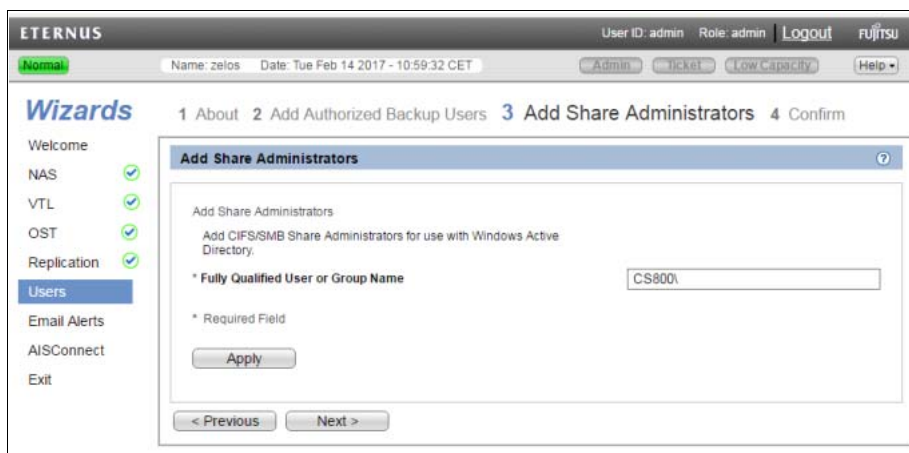 ETERNUS User ID: admin Role: admin Logout FUJITSU
Normal Name: zelos Date: Tue Feb 14 2017 - 10:59:32 CET Admin Ticket Low Capacity Help
Wizards 1 About 2 Add Authorized Backup Users 3 Add Share Administrators 4 Confirm
Welcome
NAS
VTL
OST
Replication
Users
Email Alerts
AISConnect
Exit
Add Share Administrators ?
Add Share Administrators
Add CIFS/SMB Share Administrators for use with Windows Active
Directory.
* Fully Qualified User or Group Name CS800\
* Required Field
Apply
< Previous Next >